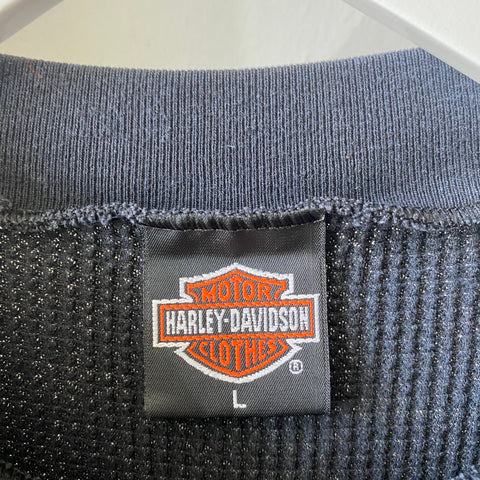 MOTOR
HARLEY-DAVIDSON
CLOTHES
®
L